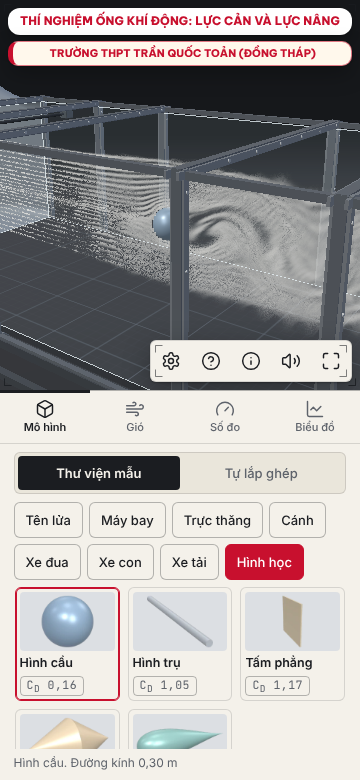 THÍ NGHIỆM ỐNG KHÍ ĐỘNG: LỰC CẢN VÀ LỰC NÂNG
TRƯỜNG THPT TRẦN QUỐC TOẢN (ĐỒNG THÁP)
Mô hình Gió Số đo Biểu đồ
Thư viện mẫu Tự lắp ghép
Tên lửa Máy bay Trực thăng Cánh
Xe đua Xe con Xe tải Hình học
Hình cầu Hình trụ Tấm phẳng
C_D 0,16 C_D 1,05 C_D 1,17
Hình cầu. Đường kính 0,30 m